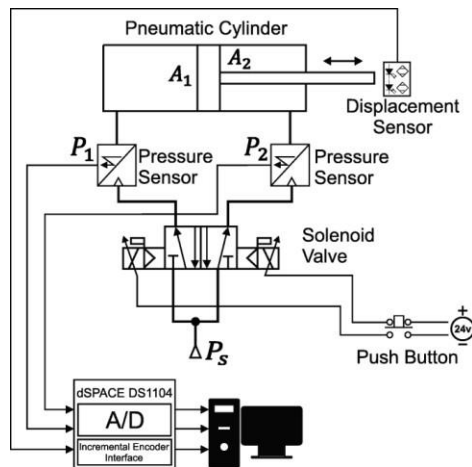 Pneumatic Cylinder
A₁
A₂
Displacement
Sensor
P₁
Pressure
Sensor
P₂
Pressure
Sensor
Solenoid
Valve
Pₛ
+
24v
−
Push Button
dSPACE DS1104
A/D
Incremental Encoder
Interface